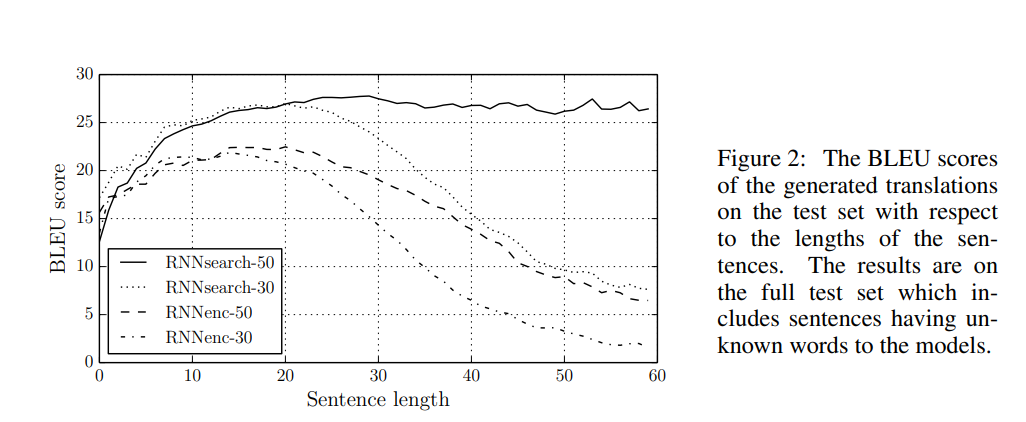 30
25
20
15
10
5
0
BLEU score
RNNsearch-50
RNNsearch-30
RNNenc-50
RNNenc-30
0 10 20 30 40 50 60
Sentence length
Figure 2: The BLEU scores
of the generated translations
on the test set with respect
to the lengths of the sen-
tences. The results are on
the full test set which in-
cludes sentences having un-
known words to the models.